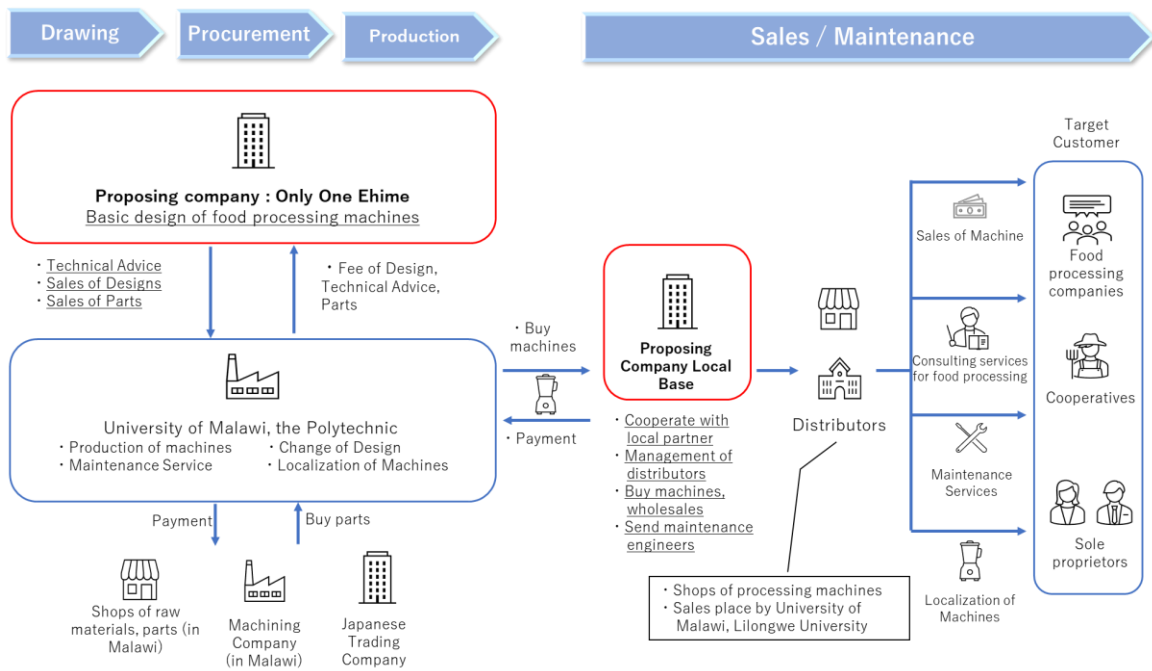 Drawing
Procurement
Production
Sales / Maintenance
Proposing company : Only One Ehime
Basic design of food processing machines
・Technical Advice
・Sales of Designs
・Sales of Parts
・Fee of Design,
Technical Advice,
Parts
University of Malawi, the Polytechnic
・Production of machines
・Maintenance Service
・Change of Design
・Localization of Machines
Payment
Buy parts
Shops of raw
materials, parts (in
Malawi)
Machining
Company
(in Malawi)
Japanese
Trading
Company
・Buy
machines
・Payment
Proposing
Company Local
Base
・Cooperate with
local partner
・Management of
distributors
・Buy machines,
wholesales
・Send maintenance
engineers
Distributors
・Shops of processing machines
・Sales place by University of
Malawi, Lilongwe University
Sales of Machine
Consulting services
for food processing
Maintenance
Services
Localization of
Machines
Target
Customer
Food
processing
companies
Cooperatives
Sole
proprietors